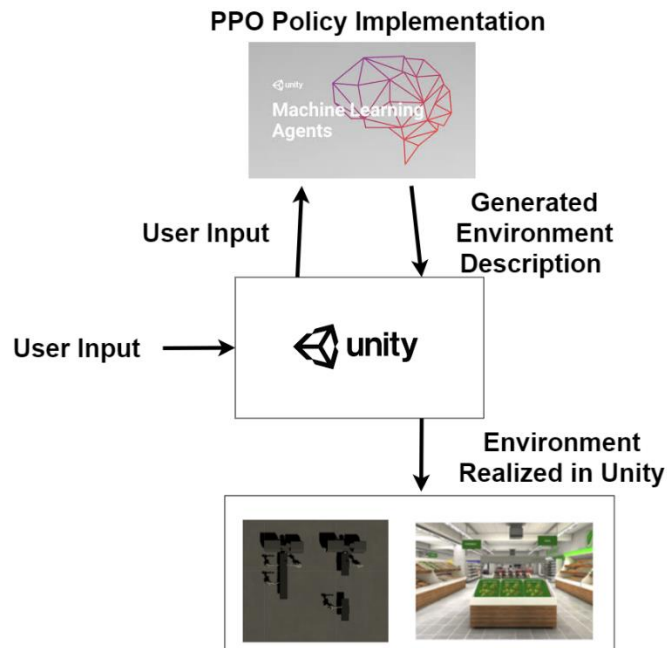 PPO Policy Implementation
unity
Machine Learning
Agents
User Input
Generated
Environment
Description
User Input
unity
Environment
Realized in Unity